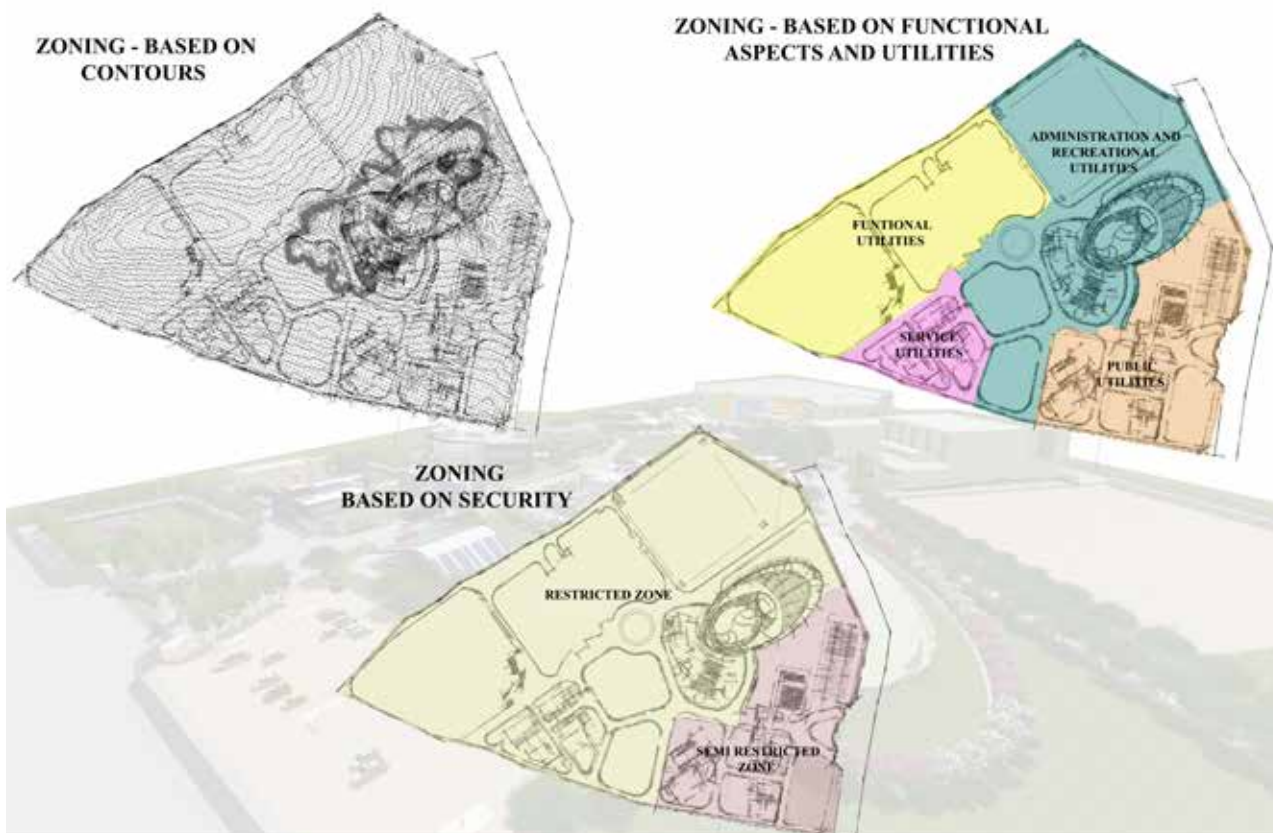 ZONING - BASED ON
CONTOURS
ZONING - BASED ON FUNCTIONAL
ASPECTS AND UTILITIES
ADMINISTRATION AND
RECREATIONAL
UTILITIES
FUNTIONAL
UTILITIES
SERVICE
UTILITIES
PUBLIC
UTILITIES
ZONING
BASED ON SECURITY
RESTRICTED ZONE
SEMI RESTRICTED
ZONE